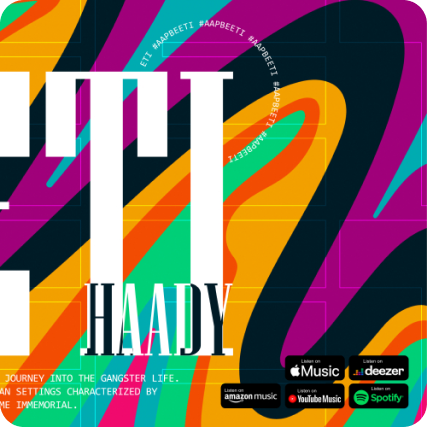 ETI #AAPBEETI #AAPBEETI #AAPBEETI #AAPBEETI #AAPBEETI
ETI
HAADY
JOURNEY INTO THE GANGSTER LIFE.
AN SETTINGS CHARACTERIZED BY
ME IMMEMORIAL.
Listen on
Music
Listen on
deezer
Listen on
amazon music
Listen on
YouTube Music
Listen on
Spotify